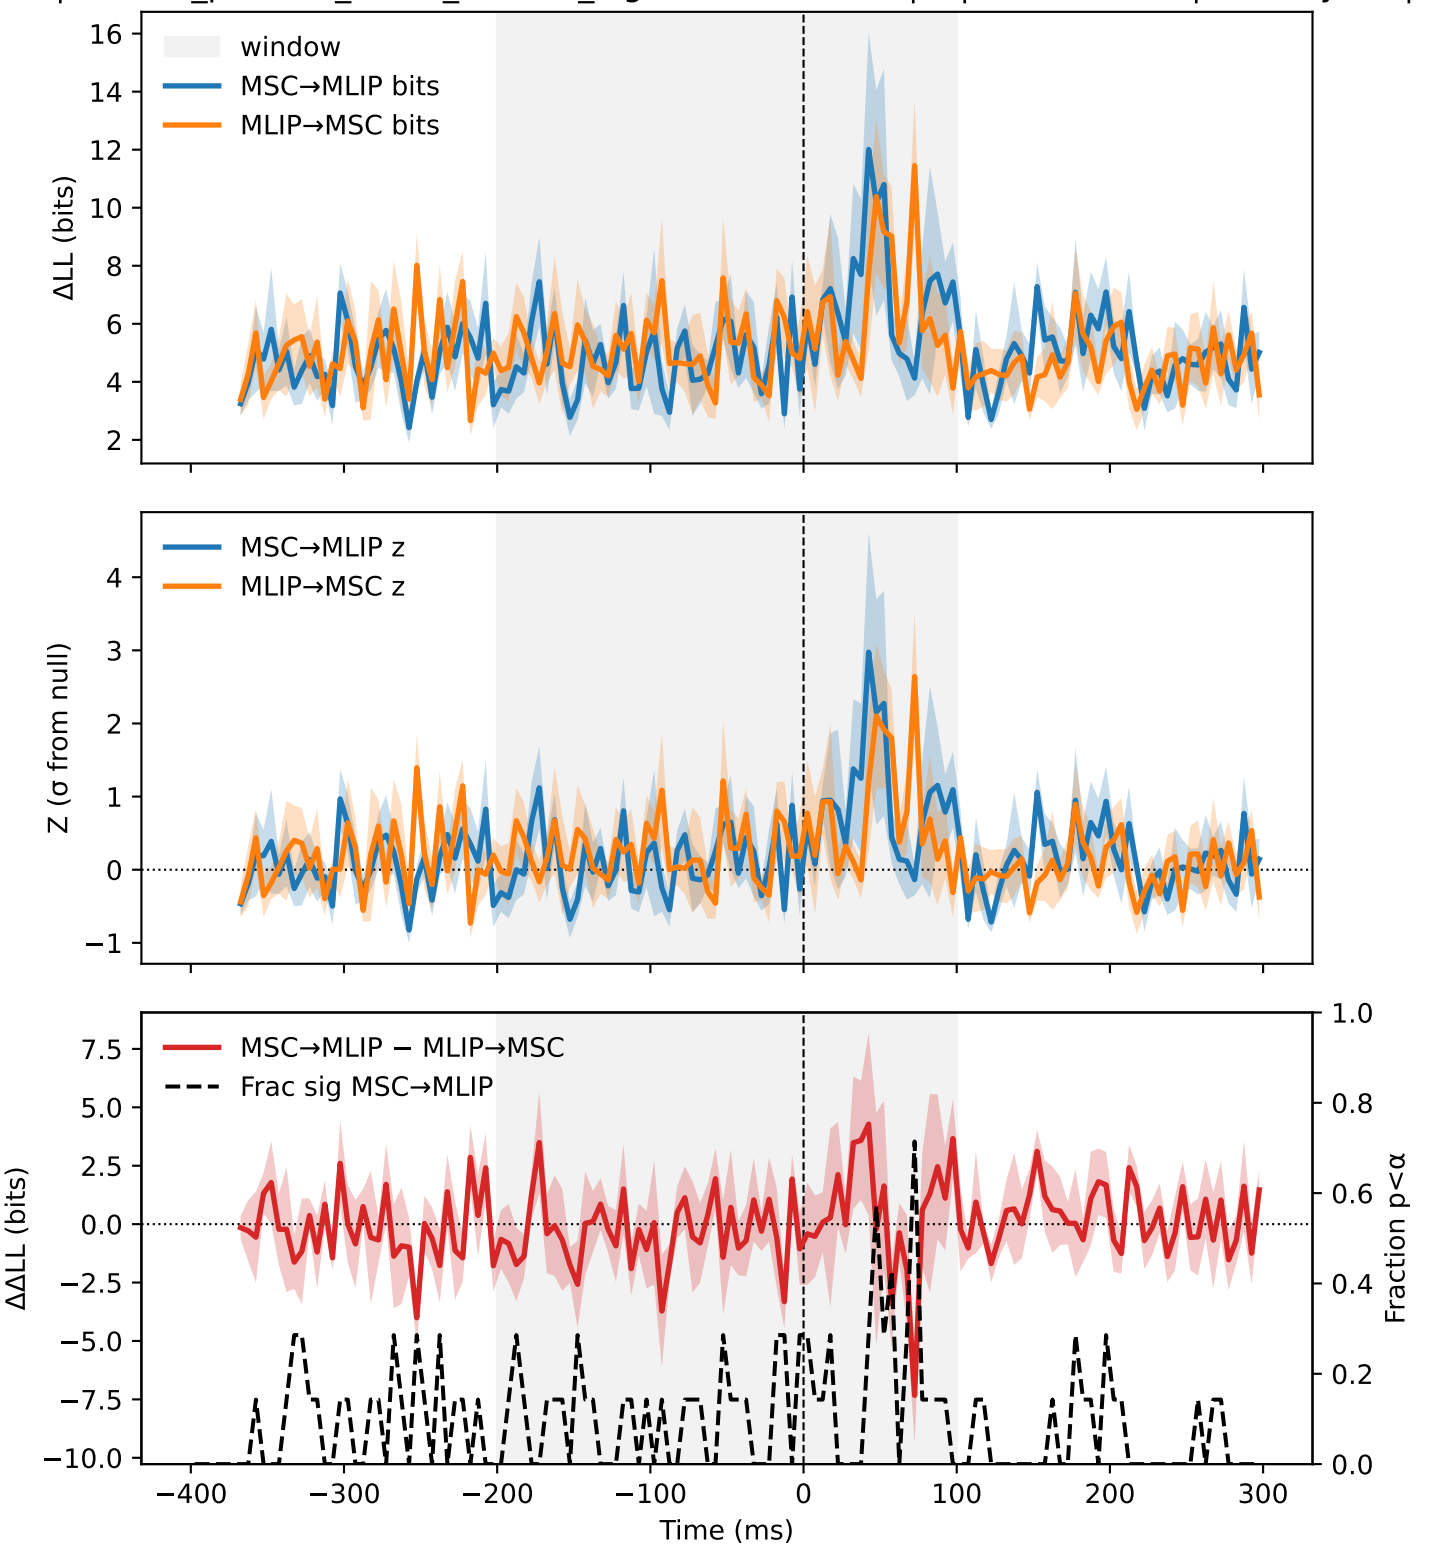 16
14
12
10
8
6
4
2
ΔLL (bits)
window
MSC→MLIP bits
MLIP→MSC bits
4
3
2
1
0
−1
Z (σ from null)
MSC→MLIP z
MLIP→MSC z
7.5
5.0
2.5
0.0
−2.5
−5.0
−7.5
−10.0
ΔΔLL (bits)
MSC→MLIP − MLIP→MSC
Frac sig MSC→MLIP
1.0
0.8
0.6
0.4
0.2
0.0
Fraction p<α
−400 −300 −200 −100 0 100 200 300
Time (ms)